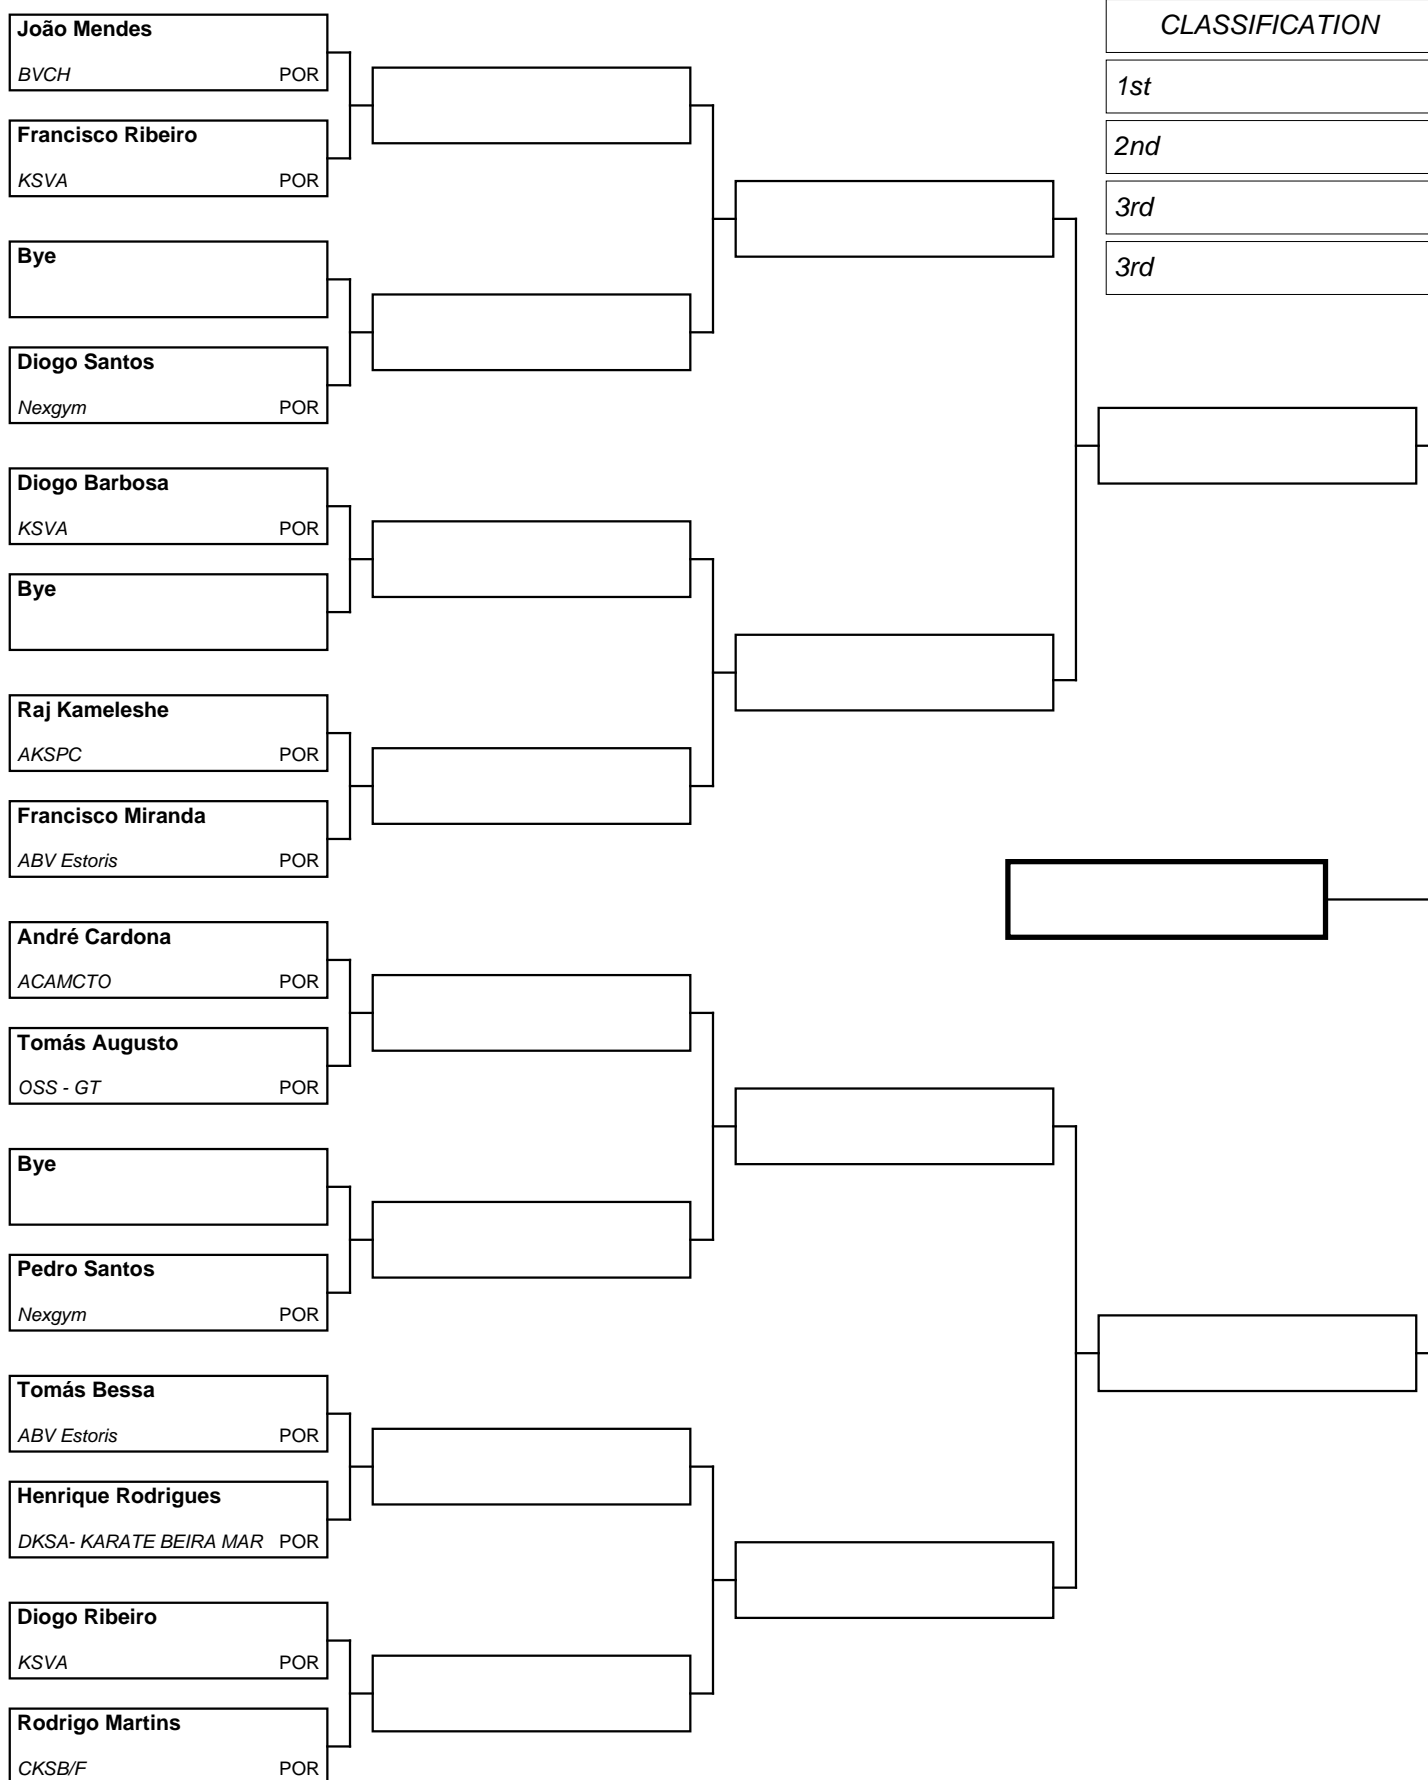 João Mendes
BVCH POR
Francisco Ribeiro
KSVA POR
Bye
Diogo Santos
Nexgym POR
Diogo Barbosa
KSVA POR
Bye
Raj Kameleshe
AKSPC POR
Francisco Miranda
ABV Estoris POR
André Cardona
ACAMCTO POR
Tomás Augusto
OSS - GT POR
Bye
Pedro Santos
Nexgym POR
Tomás Bessa
ABV Estoris POR
Henrique Rodrigues
DKSA- KARATE BEIRA MAR POR
Diogo Ribeiro
KSVA POR
Rodrigo Martins
CKSB/F POR
CLASSIFICATION
1st
2nd
3rd
3rd